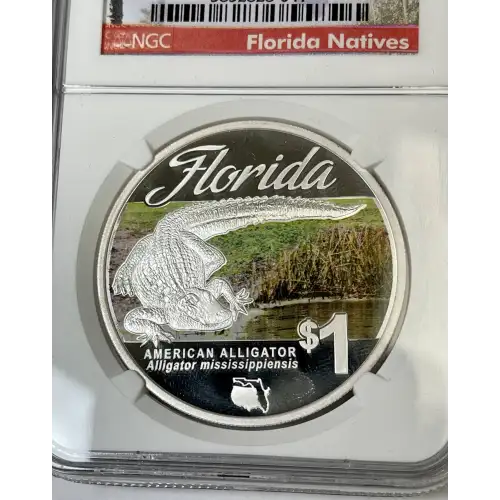 NGC
Florida Natives
Florida
$1
AMERICAN ALLIGATOR
Alligator mississippiensis